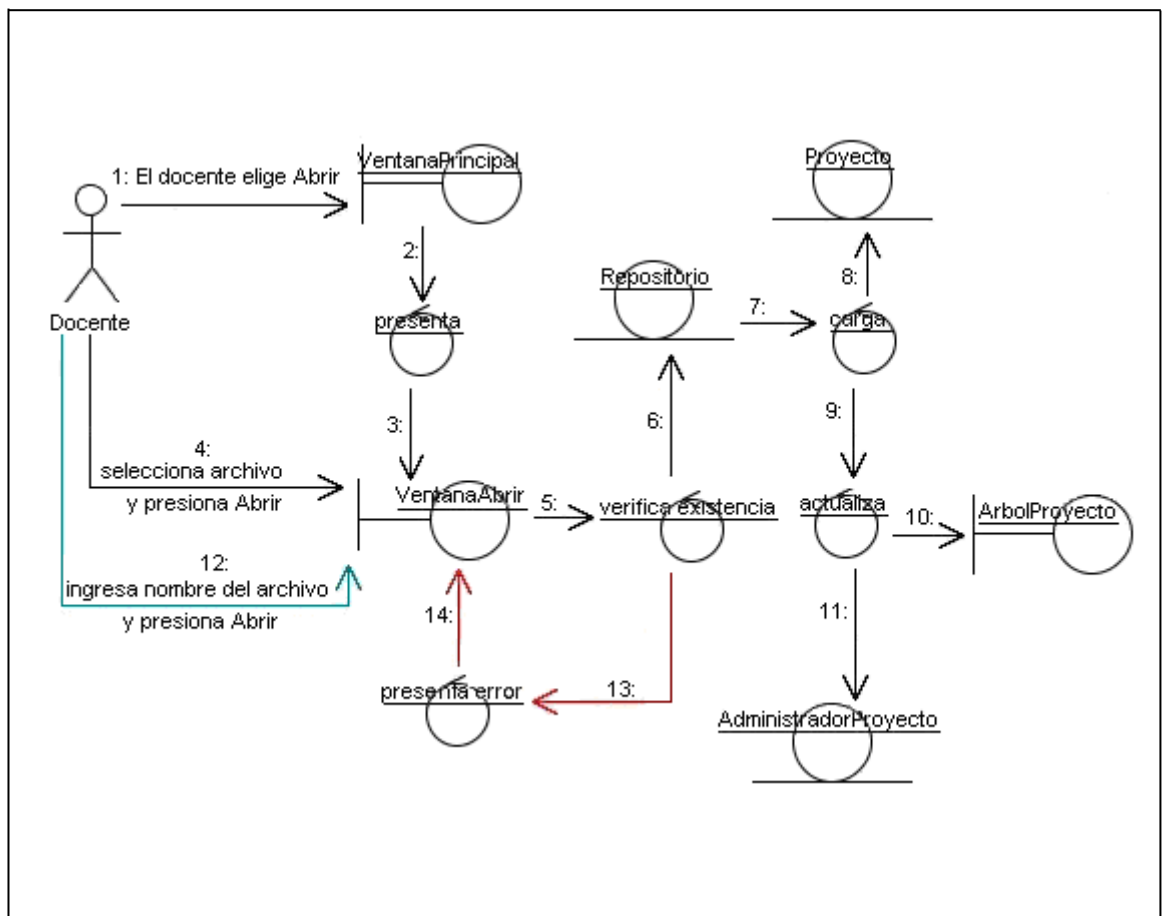 1: El docente elige Abrir
VentanaPrincipal
Proyecto
2:
8:
Repositorio
7:
Docente
presenta
carga
3:
6:
9:
4:
selecciona archivo
y presiona Abrir
VentanaAbrir
5:
verifica existencia
actualiza
10:
ArbolProyecto
12:
ingresa nombre del archivo
y presiona Abrir
14:
11:
presenta error
13:
AdministradorProyecto